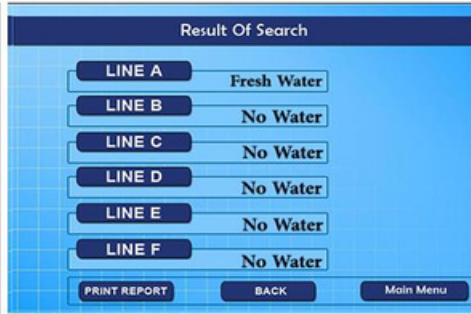 Result Of Search
LINE A
Fresh Water
LINE B
No Water
LINE C
No Water
LINE D
No Water
LINE E
No Water
LINE F
No Water
PRINT REPORT BACK Main Menu